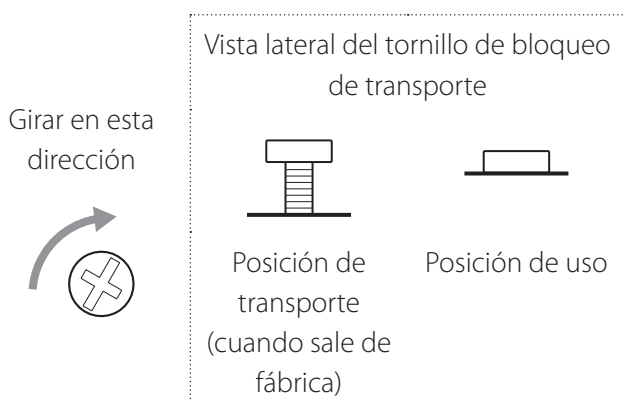 Vista lateral del tornillo de bloqueo
de transporte
Girar en esta
dirección
Posición de
transporte
(cuando sale de
fábrica)
Posición de uso